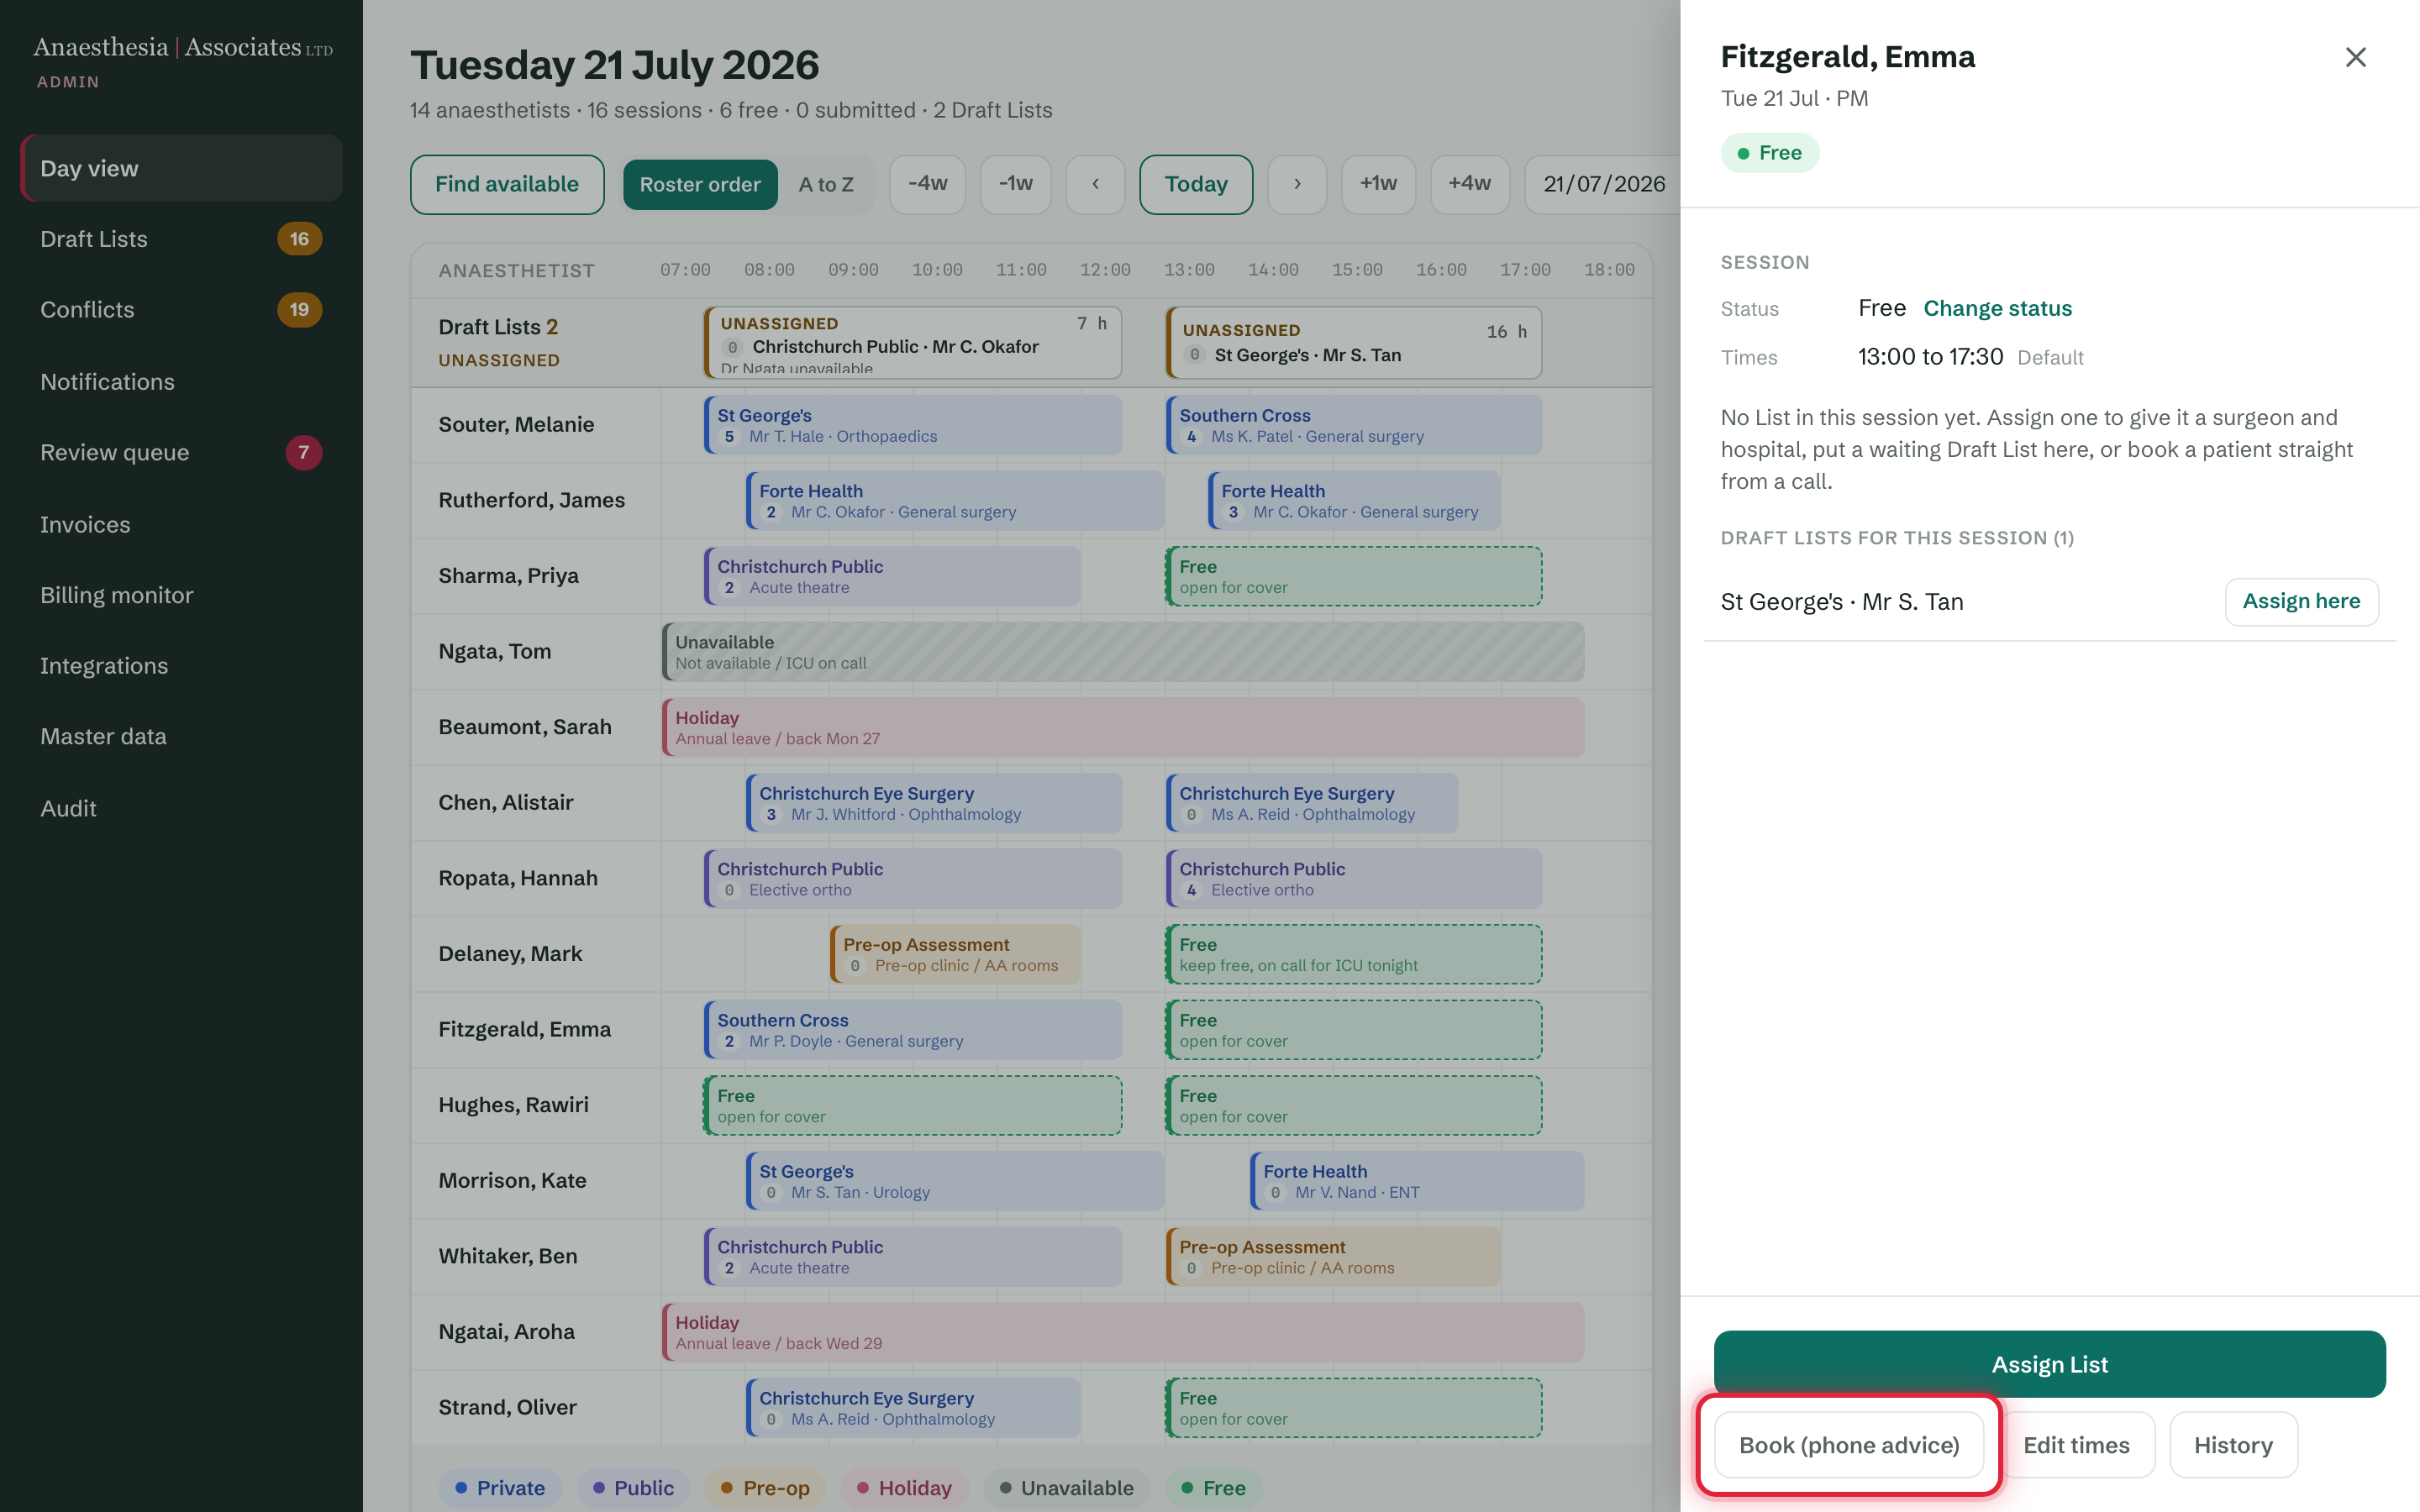 Anaesthesia | Associates LTD
ADMIN
Day view
Draft Lists 16
Conflicts 19
Notifications
Review queue 7
Invoices
Billing monitor
Integrations
Master data
Audit
Tuesday 21 July 2026
14 anaesthetists · 16 sessions · 6 free · 0 submitted · 2 Draft Lists
Find available Roster order A to Z -4w -1w ‹ Today › +1w +4w 21/07/2026
ANAESTHETIST 07:00 08:00 09:00 10:00 11:00 12:00 13:00 14:00 15:00 16:00 17:00 18:00
Draft Lists 2
UNASSIGNED
UNASSIGNED 7 h
0 Christchurch Public · Mr C. Okafor
Dr Ngata unavailable
UNASSIGNED 16 h
0 St George's · Mr S. Tan
Souter, Melanie
St George's
5 Mr T. Hale · Orthopaedics
Southern Cross
4 Ms K. Patel · General surgery
Rutherford, James
Forte Health
2 Mr C. Okafor · General surgery
Forte Health
3 Mr C. Okafor · General surgery
Sharma, Priya
Christchurch Public
2 Acute theatre
Free
open for cover
Ngata, Tom
Unavailable
Not available / ICU on call
Beaumont, Sarah
Holiday
Annual leave / back Mon 27
Chen, Alistair
Christchurch Eye Surgery
3 Mr J. Whitford · Ophthalmology
Christchurch Eye Surgery
0 Ms A. Reid · Ophthalmology
Ropata, Hannah
Christchurch Public
0 Elective ortho
Christchurch Public
4 Elective ortho
Delaney, Mark
Pre-op Assessment
0 Pre-op clinic / AA rooms
Free
keep free, on call for ICU tonight
Fitzgerald, Emma
Southern Cross
2 Mr P. Doyle · General surgery
Free
open for cover
Hughes, Rawiri
Free
open for cover
Free
open for cover
Morrison, Kate
St George's
0 Mr S. Tan · Urology
Forte Health
0 Mr V. Nand · ENT
Whitaker, Ben
Christchurch Public
2 Acute theatre
Pre-op Assessment
0 Pre-op clinic / AA rooms
Ngatai, Aroha
Holiday
Annual leave / back Wed 29
Strand, Oliver
Christchurch Eye Surgery
0 Ms A. Reid · Ophthalmology
Free
open for cover
Private Public Pre-op Holiday Unavailable Free
Fitzgerald, Emma
Tue 21 Jul · PM
Free
SESSION
Status Free Change status
Times 13:00 to 17:30 Default
No List in this session yet. Assign one to give it a surgeon and
hospital, put a waiting Draft List here, or book a patient straight
from a call.
DRAFT LISTS FOR THIS SESSION (1)
St George's · Mr S. Tan Assign here
Assign List
Book (phone advice) Edit times History